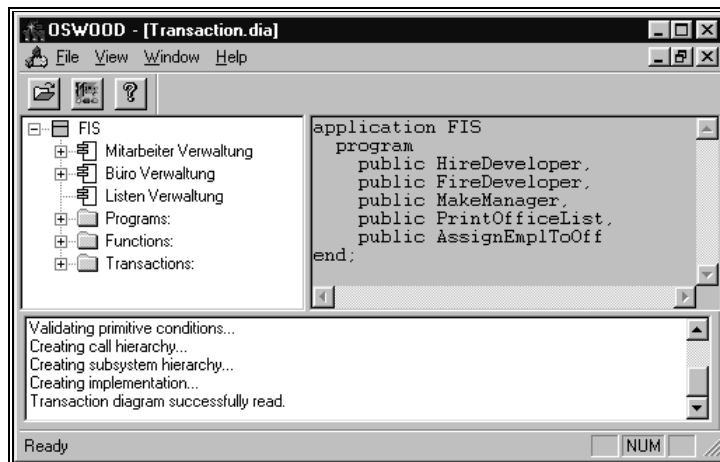 OSWOOD - [Transaction.dia]
File View Window Help
FIS
Mitarbeiter Verwaltung
Büro Verwaltung
Listen Verwaltung
Programs:
Functions:
Transactions:
application FIS
program
public HireDeveloper,
public FireDeveloper,
public MakeManager,
public PrintOfficeList,
public AssignEmplToOff
end;
Validating primitive conditions...
Creating call hierarchy...
Creating subsystem hierarchy...
Creating implementation...
Transaction diagram successfully read.
Ready NUM